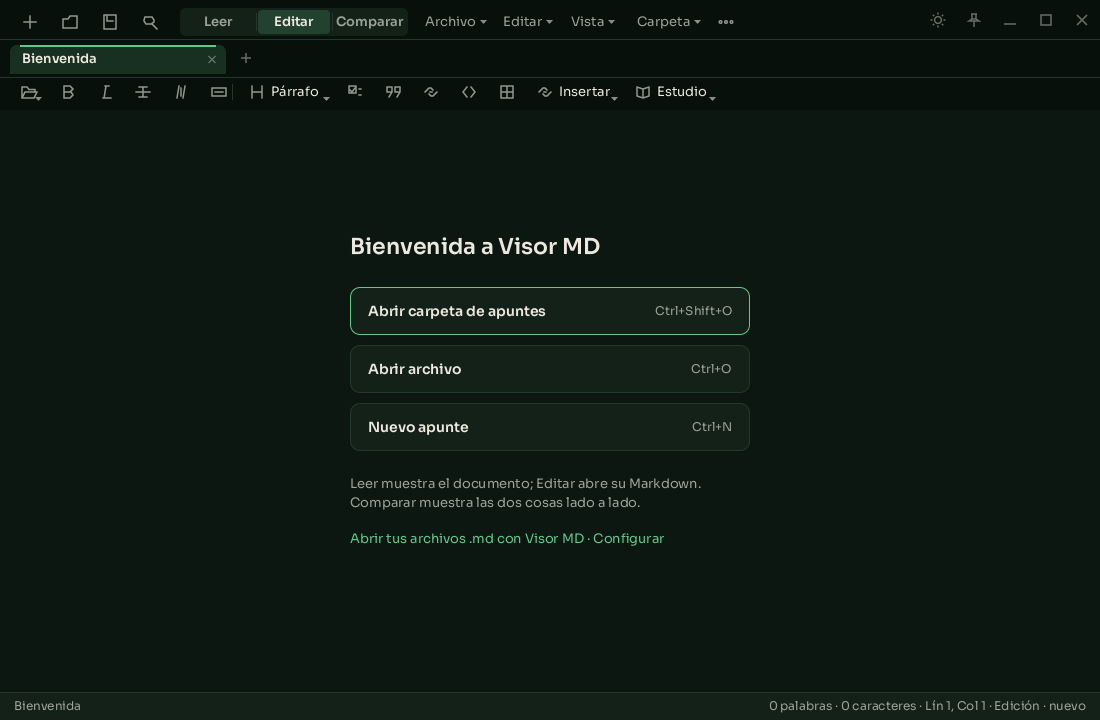 Leer Editar Comparar Archivo Editar Vista Carpeta
Bienvenida
Párrafo Insertar Estudio
Bienvenida a Visor MD
Abrir carpeta de apuntes Ctrl+Shift+O
Abrir archivo Ctrl+O
Nuevo apunte Ctrl+N
Leer muestra el documento; Editar abre su Markdown.
Comparar muestra las dos cosas lado a lado.
Abrir tus archivos .md con Visor MD · Configurar
Bienvenida 0 palabras · 0 caracteres · Lín 1, Col 1 · Edición · nuevo